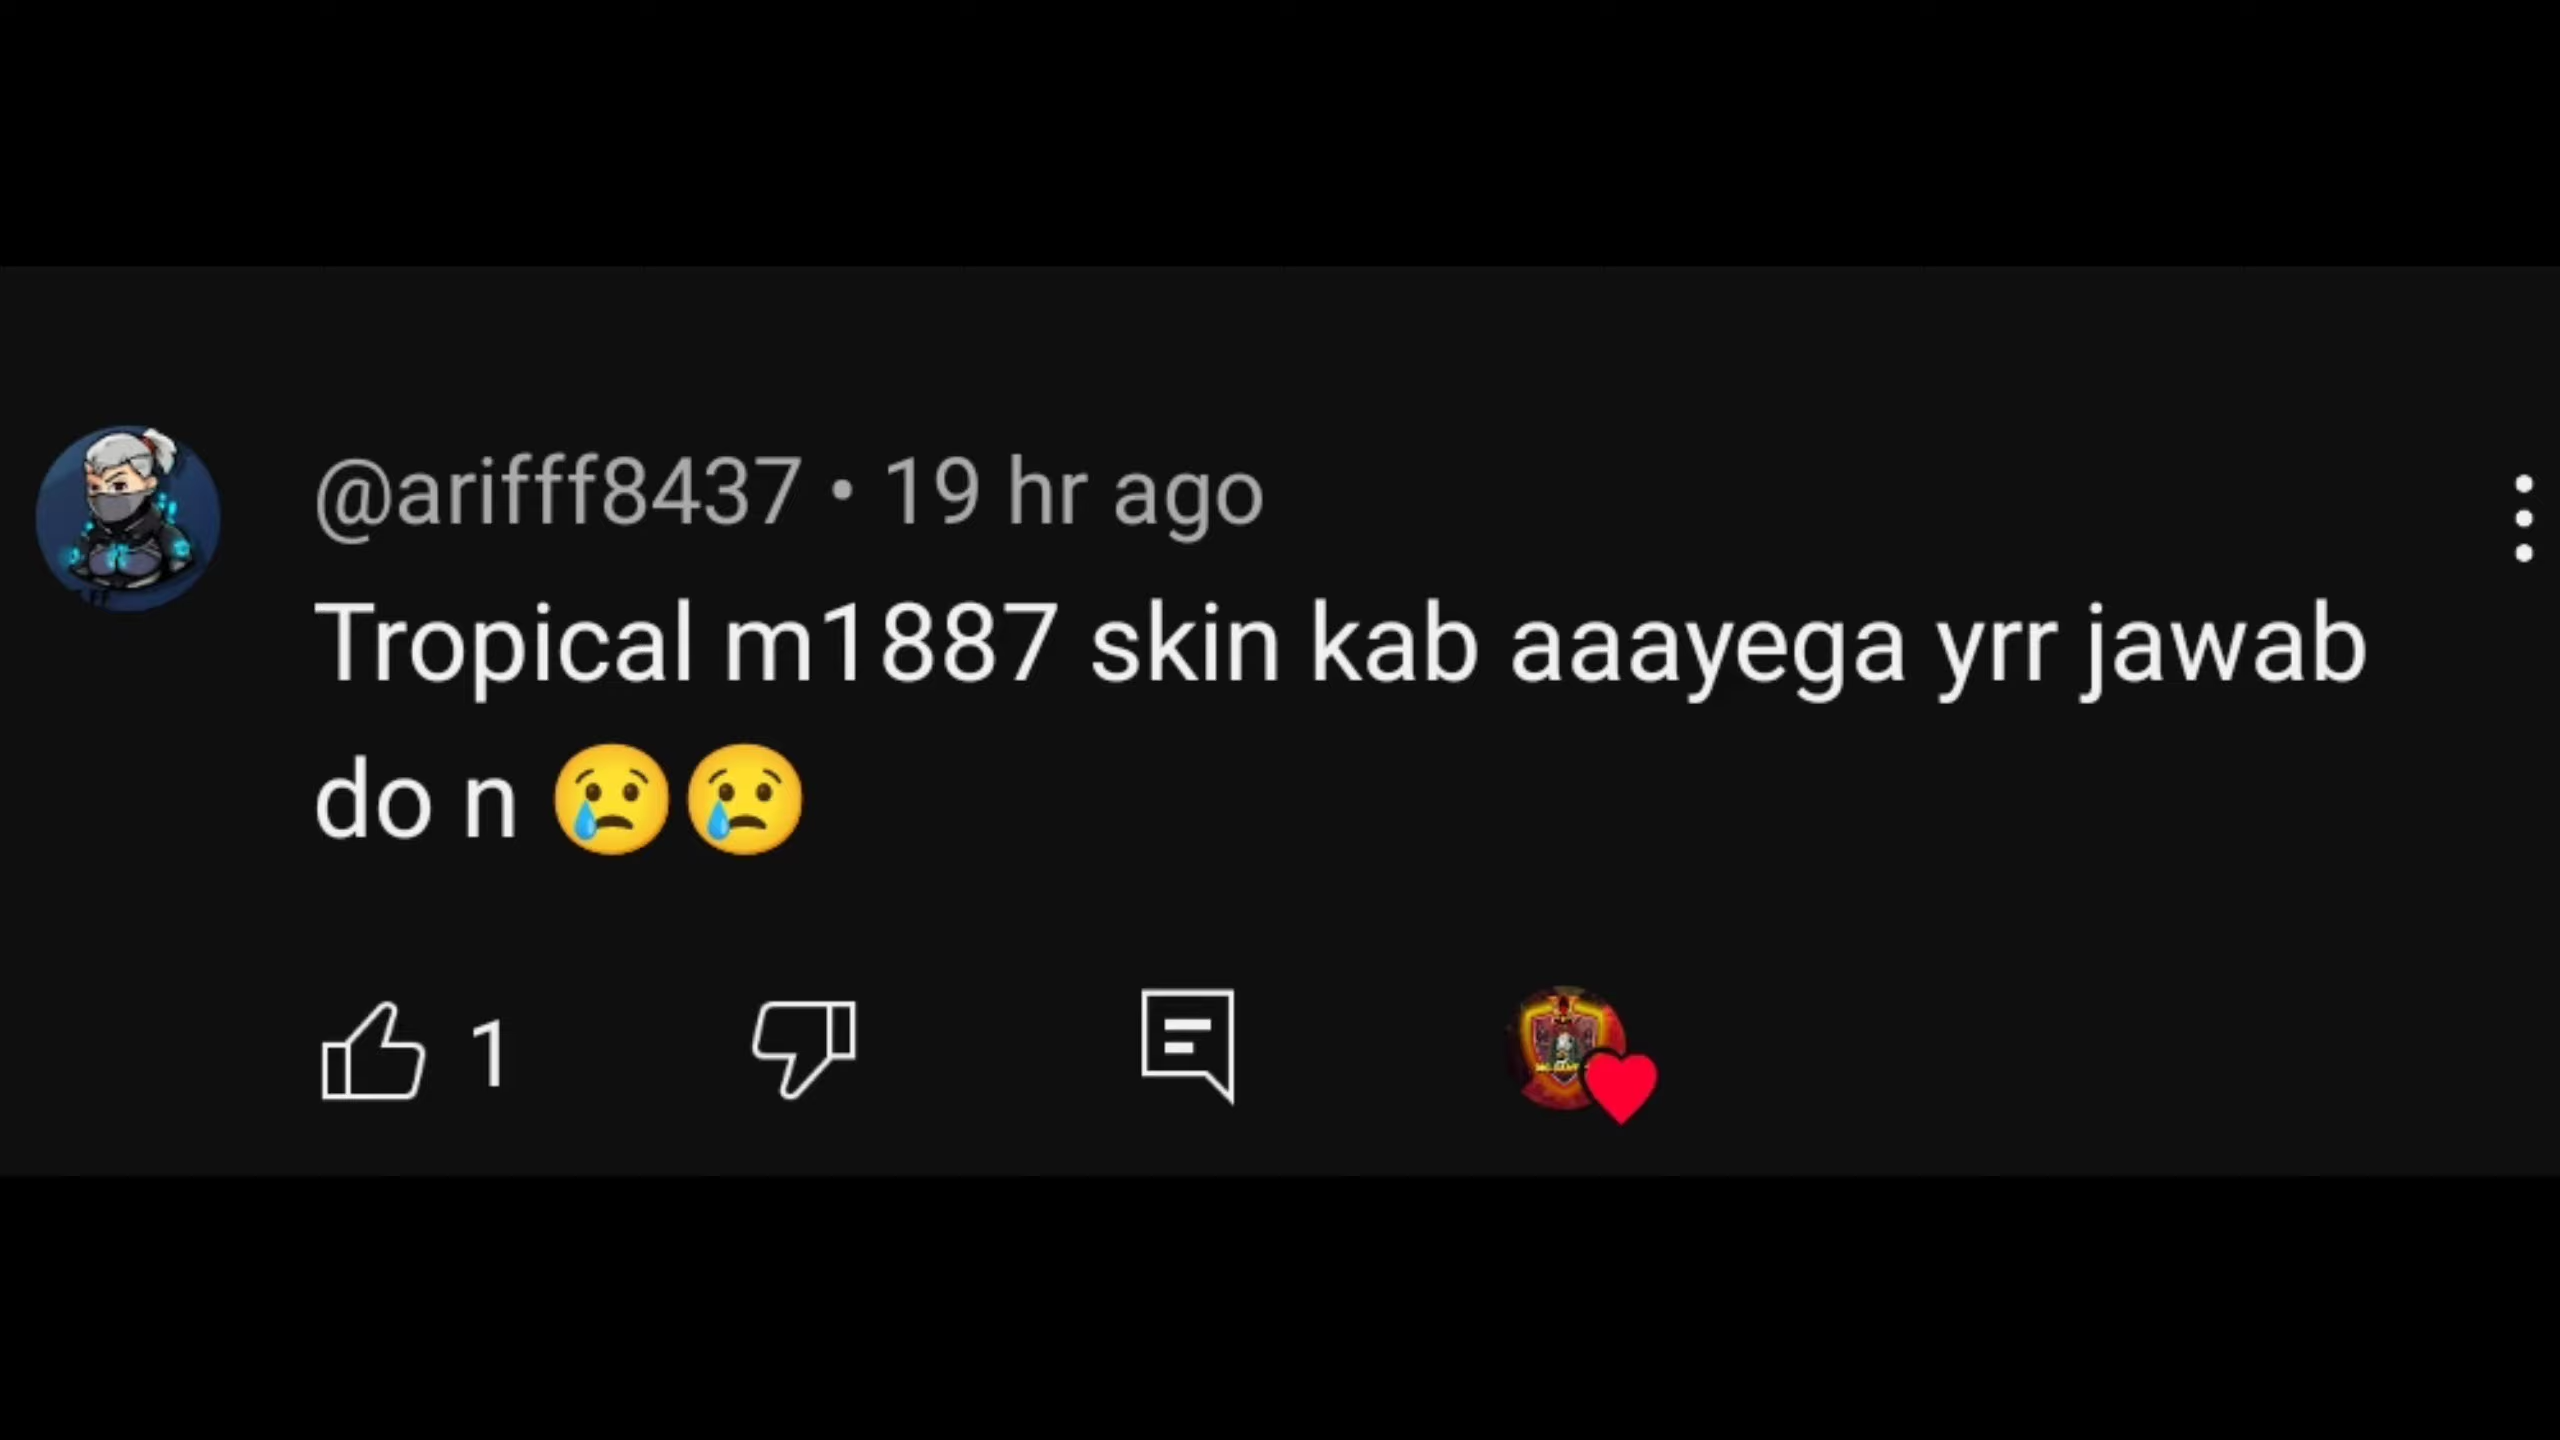 @arifff8437 • 19 hr ago
Tropical m1887 skin kab aaayega yrr jawab
do n 😢😢
1